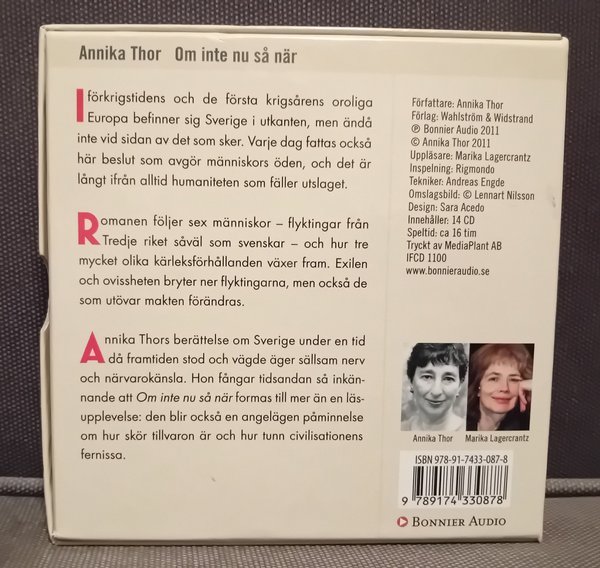 Annika Thor Om inte nu så när
I förkrigstidens och de första krigsårens oroliga
Europa befinner sig Sverige i utkanten, men ändå
inte vid sidan av det som sker. Varje dag fattas också
här beslut som avgör människors öden, och det är
långt ifrån alltid humaniteten som fäller utslaget.
Romanen följer sex människor – flyktingar från
Tredje riket såväl som svenskar – och hur tre
mycket olika kärleksförhållanden växer fram. Exilen
och ovissheten bryter ner flyktingarna, men också de
som utövar makten förändras.
Annika Thors berättelse om Sverige under en tid
då framtiden stod och vägde äger sällsam nerv
och närvarokänsla. Hon fångar tidsandan så inkän-
nande att Om inte nu så när formas till mer än en läs-
upplevelse: den blir också en angelägen påminnelse
om hur skör tillvaron är och hur tunn civilisationens
fernissa.
Författare: Annika Thor
Förlag: Wahlström & Widstrand
℗ Bonnier Audio 2011
© Annika Thor 2011
Uppläsare: Marika Lagercrantz
Inspelning: Rigmondo
Tekniker: Andreas Engde
Omslagsbild: © Lennart Nilsson
Design: Sara Acedo
Innehåller: 14 CD
Speltid: ca 16 tim
Tryckt av MediaPlant AB
IFCD 1100
www.bonnieraudio.se
Annika Thor Marika Lagercrantz
ISBN 978-91-7433-087-8
9 789174 330878
Bonnier Audio